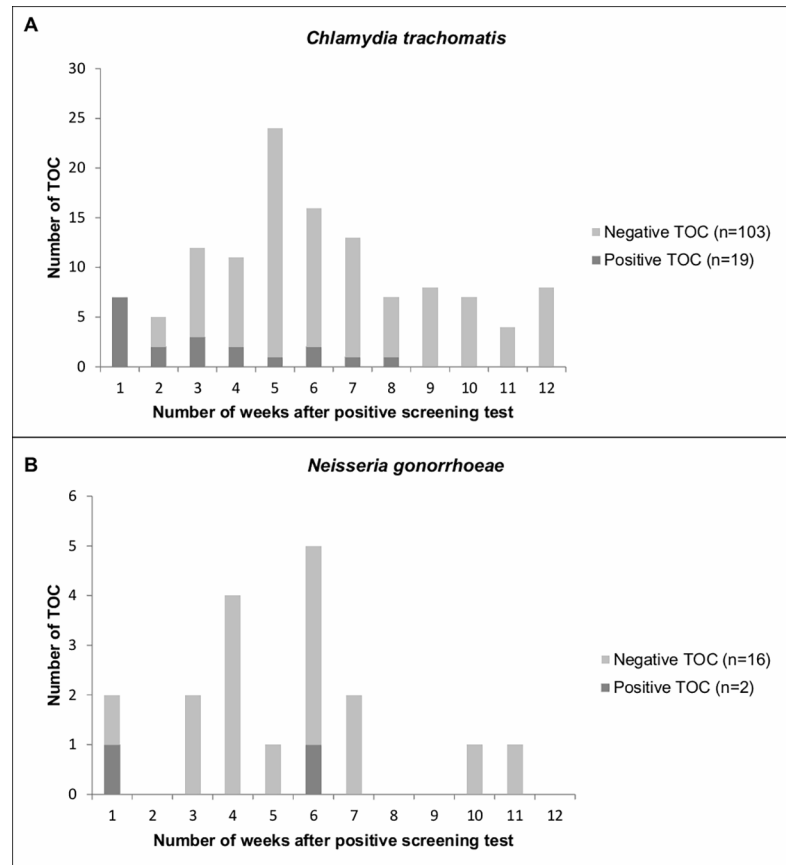 A
Chlamydia trachomatis
30
25
20
15
10
5
0
Number of TOC
1 2 3 4 5 6 7 8 9 10 11 12
Number of weeks after positive screening test
Negative TOC (n=103)
Positive TOC (n=19)
B
Neisseria gonorrhoeae
6
5
4
3
2
1
0
Number of TOC
1 2 3 4 5 6 7 8 9 10 11 12
Number of weeks after positive screening test
Negative TOC (n=16)
Positive TOC (n=2)